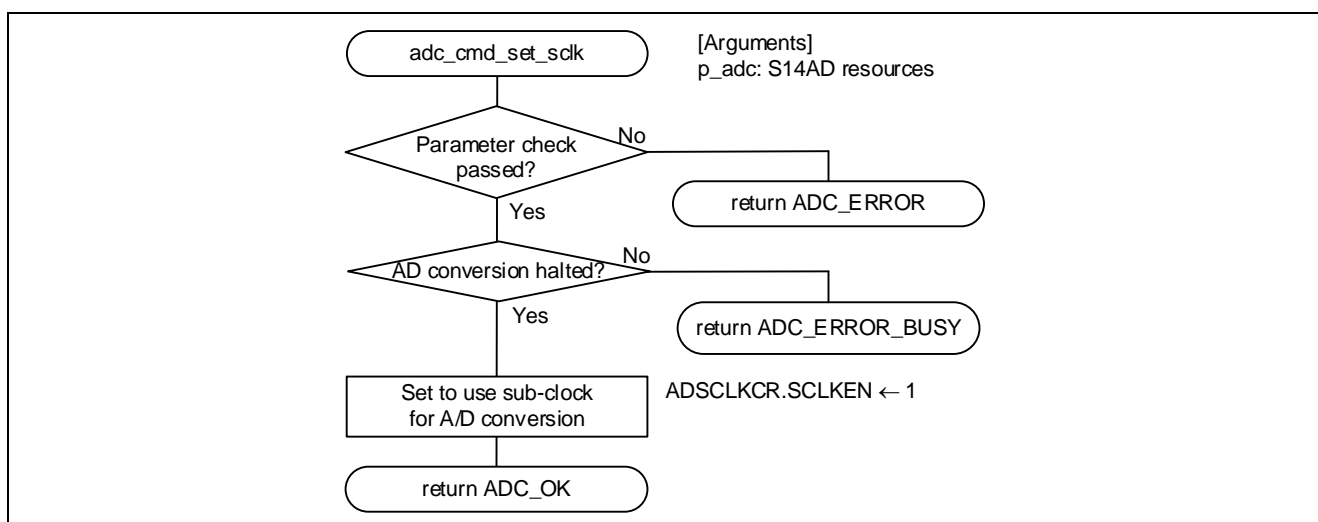 adc_cmd_set_sclk
[Arguments]
p_adc: S14AD resources
Parameter check
passed?
No
return ADC_ERROR
Yes
AD conversion halted?
No
return ADC_ERROR_BUSY
Yes
Set to use sub-clock
for A/D conversion
ADSCLKCR.SCLKEN ← 1
return ADC_OK